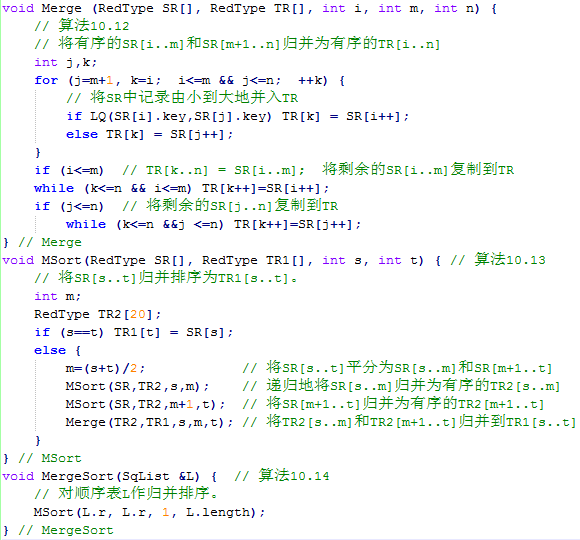 void Merge (RedType SR[], RedType TR[], int i, int m, int n) {
// 算法10.12
// 将有序的SR[i..m]和SR[m+1..n]归并为有序的TR[i..n]
int j,k;
for (j=m+1, k=i;  i<=m && j<=n;  ++k) {
// 将SR中记录由小到大地并入TR
if LQ(SR[i].key,SR[j].key) TR[k] = SR[i++];
else TR[k] = SR[j++];
}
if (i<=m)  // TR[k..n] = SR[i..m];  将剩余的SR[i..m]复制到TR
while (k<=n && i<=m) TR[k++]=SR[i++];
if (j<=n)  // 将剩余的SR[j..n]复制到TR
while (k<=n &&j <=n) TR[k++]=SR[j++];
} // Merge
void MSort(RedType SR[], RedType TR1[], int s, int t) { // 算法10.13
// 将SR[s..t]归并排序为TR1[s..t]。
int m;
RedType TR2[20];
if (s==t) TR1[t] = SR[s];
else {
m=(s+t)/2;            // 将SR[s..t]平分为SR[s..m]和SR[m+1..t]
MSort(SR,TR2,s,m);    // 递归地将SR[s..m]归并为有序的TR2[s..m]
MSort(SR,TR2,m+1,t);  // 将SR[m+1..t]归并为有序的TR2[m+1..t]
Merge(TR2,TR1,s,m,t); // 将TR2[s..m]和TR2[m+1..t]归并到TR1[s..t]
}
} // MSort
void MergeSort(SqList &L) {  // 算法10.14
// 对顺序表L作归并排序。
MSort(L.r, L.r, 1, L.length);
} // MergeSort